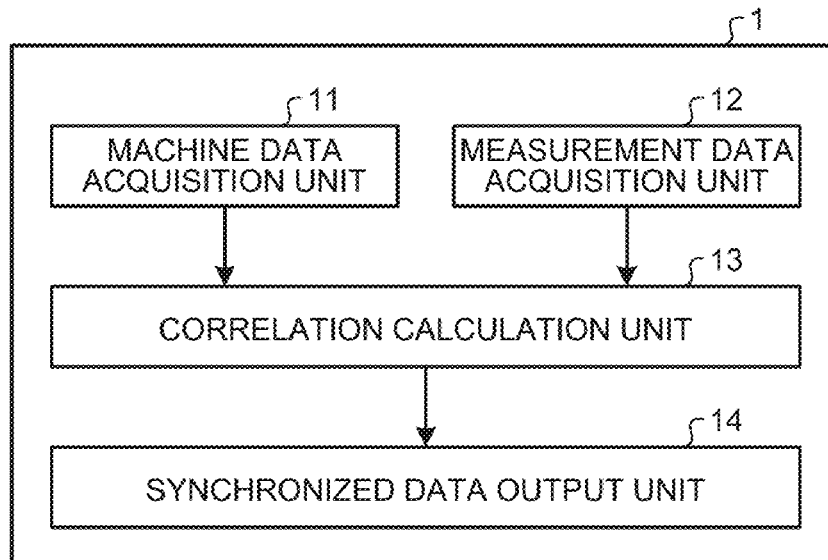 1
11
MACHINE DATA
ACQUISITION UNIT
12
MEASUREMENT DATA
ACQUISITION UNIT
13
CORRELATION CALCULATION UNIT
14
SYNCHRONIZED DATA OUTPUT UNIT